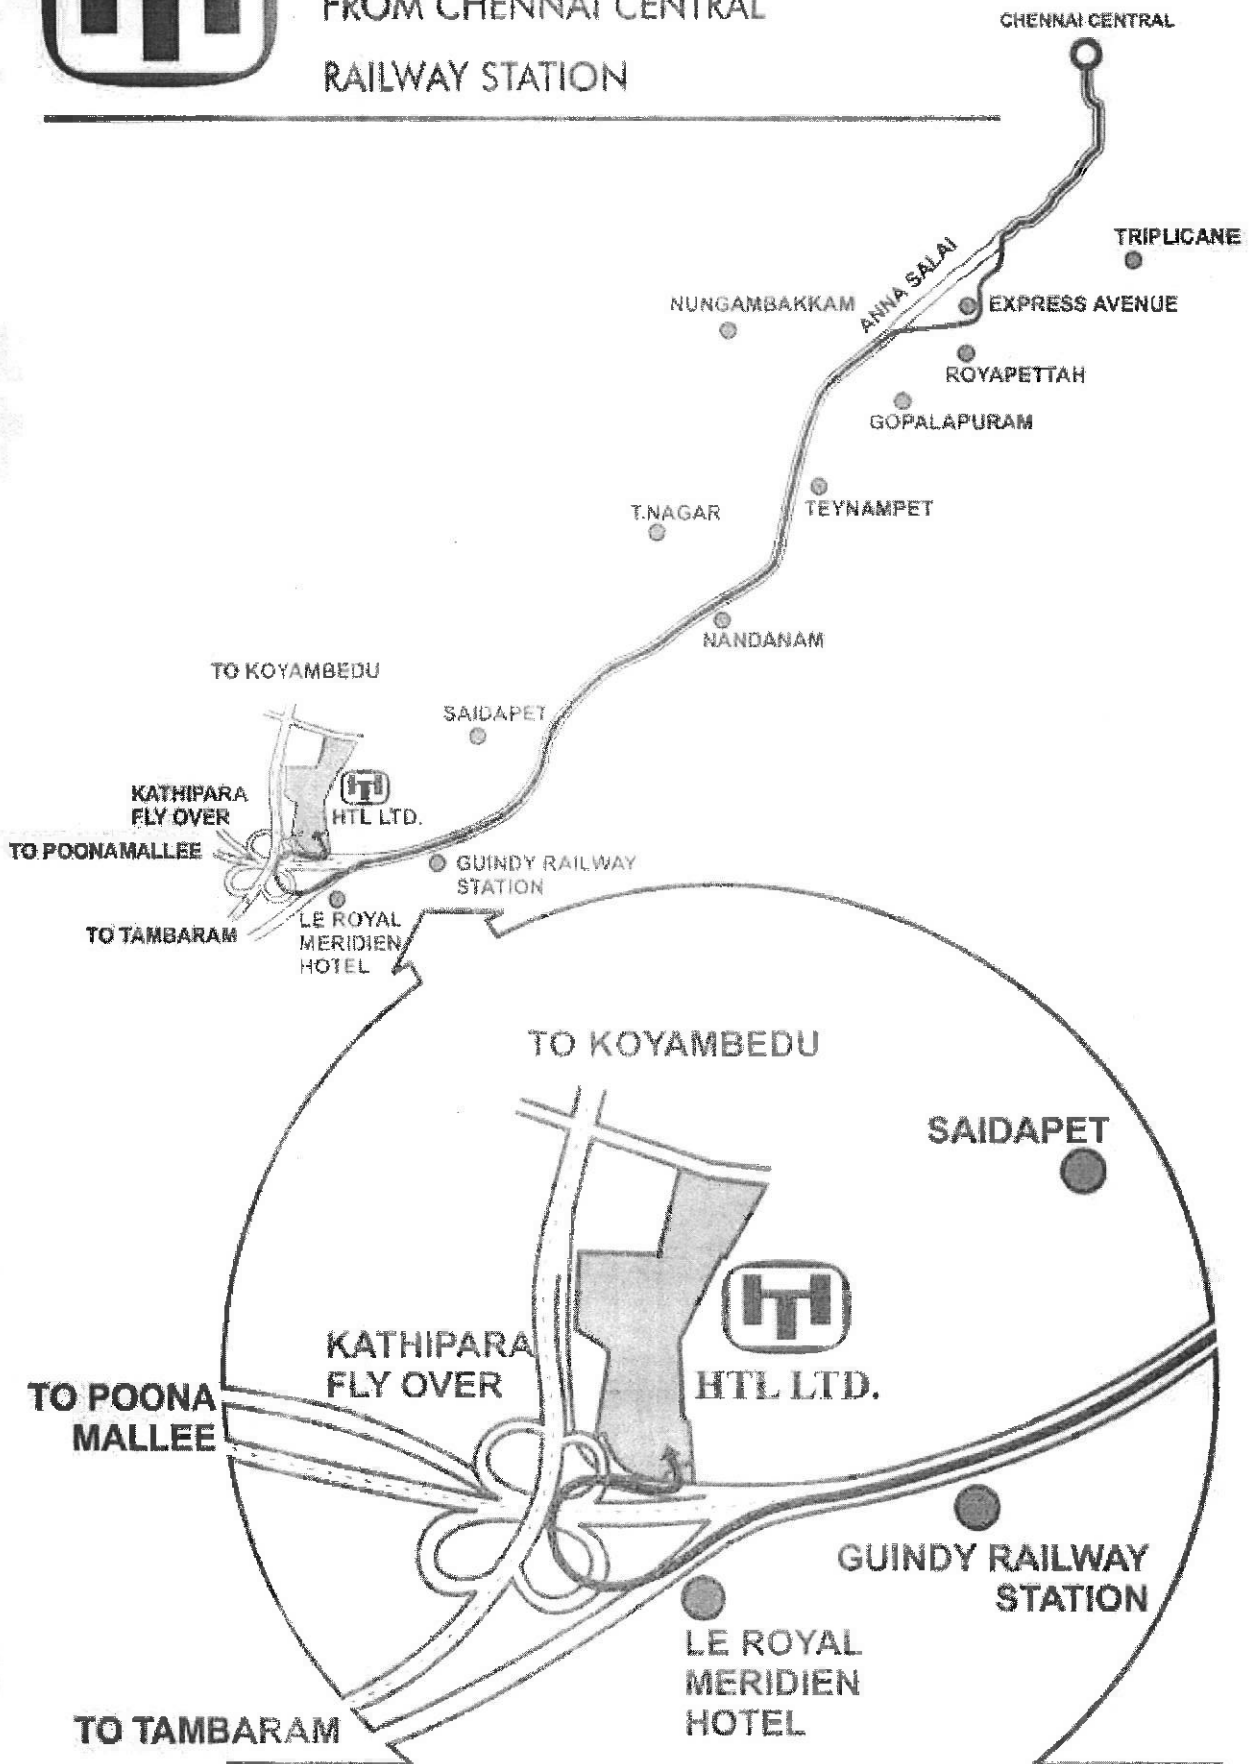 FROM CHENNAI CENTRAL
RAILWAY STATION
CHENNAI CENTRAL
TRIPLICANE
ANNA SALAI
NUNGAMBAKKAM
EXPRESS AVENUE
ROYAPETTAH
GOPALAPURAM
T.NAGAR
TEYNAMPET
NANDANAM
TO KOYAMBEDU
SAIDAPET
KATHIPARA
FLY OVER
HTL LTD.
TO POONAMALLEE
GUINDY RAILWAY
STATION
LE ROYAL
MERIDIEN
HOTEL
TO TAMBARAM
TO KOYAMBEDU
SAIDAPET
KATHIPARA
FLY OVER
HTL LTD.
TO POONA
MALLEE
GUINDY RAILWAY
STATION
LE ROYAL
MERIDIEN
HOTEL
TO TAMBARAM